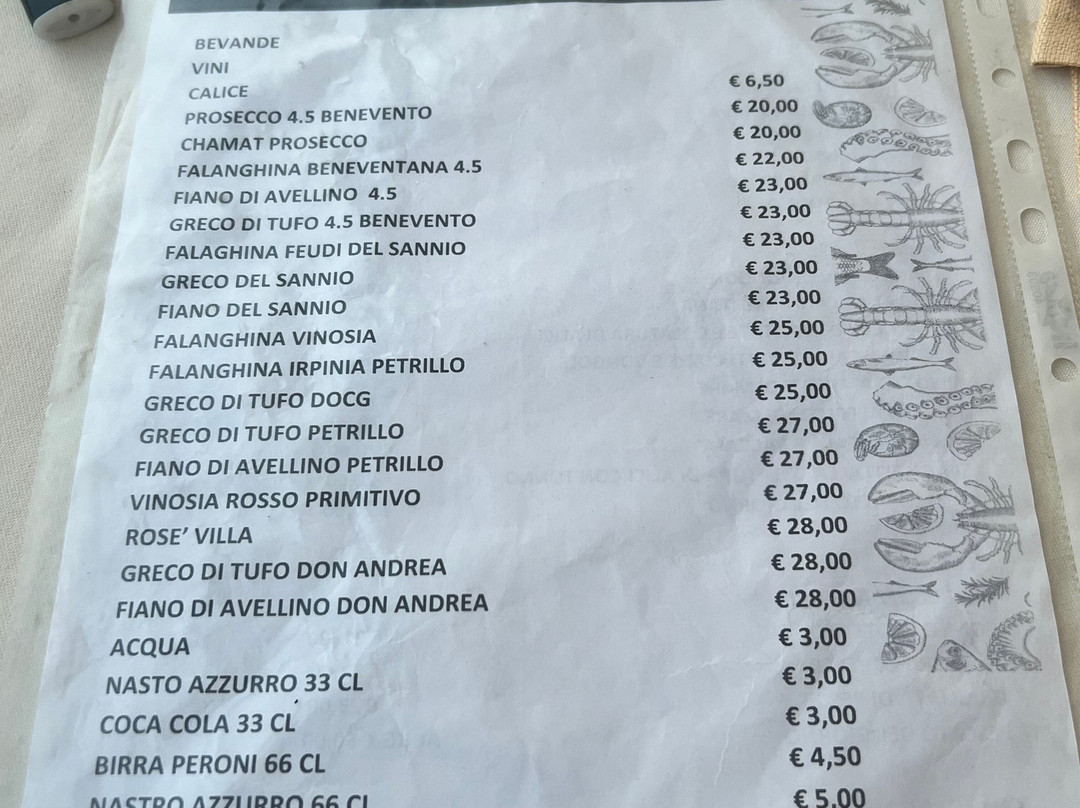 BEVANDE
VINI
CALICE € 6,50
PROSECCO 4.5 BENEVENTO € 20,00
CHAMAT PROSECCO € 20,00
FALANGHINA BENEVENTANA 4.5 € 22,00
FIANO DI AVELLINO 4.5 € 23,00
GRECO DI TUFO 4.5 BENEVENTO € 23,00
FALAGHINA FEUDI DEL SANNIO € 23,00
GRECO DEL SANNIO € 23,00
FIANO DEL SANNIO € 23,00
FALANGHINA VINOSIA € 25,00
FALANGHINA IRPINIA PETRILLO € 25,00
GRECO DI TUFO DOCG € 25,00
GRECO DI TUFO PETRILLO € 27,00
FIANO DI AVELLINO PETRILLO € 27,00
VINOSIA ROSSO PRIMITIVO € 27,00
ROSE’ VILLA € 28,00
GRECO DI TUFO DON ANDREA € 28,00
FIANO DI AVELLINO DON ANDREA € 28,00
ACQUA € 3,00
NASTO AZZURRO 33 CL € 3,00
COCA COLA 33 CL € 3,00
BIRRA PERONI 66 CL € 4,50
NASTRO AZZURRO 66 CL € 5,00